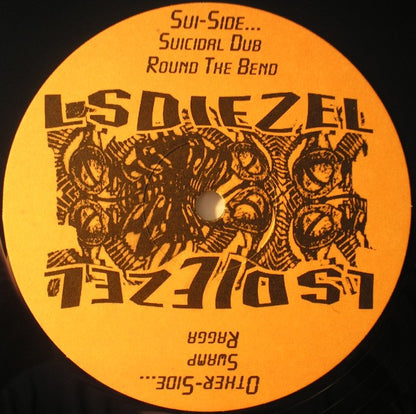 Sui-Side...
Suicidal Dub
Round The Bend
LSDIEZEL
Other-Side...
Swamp
Ragga
LSDIEZEL